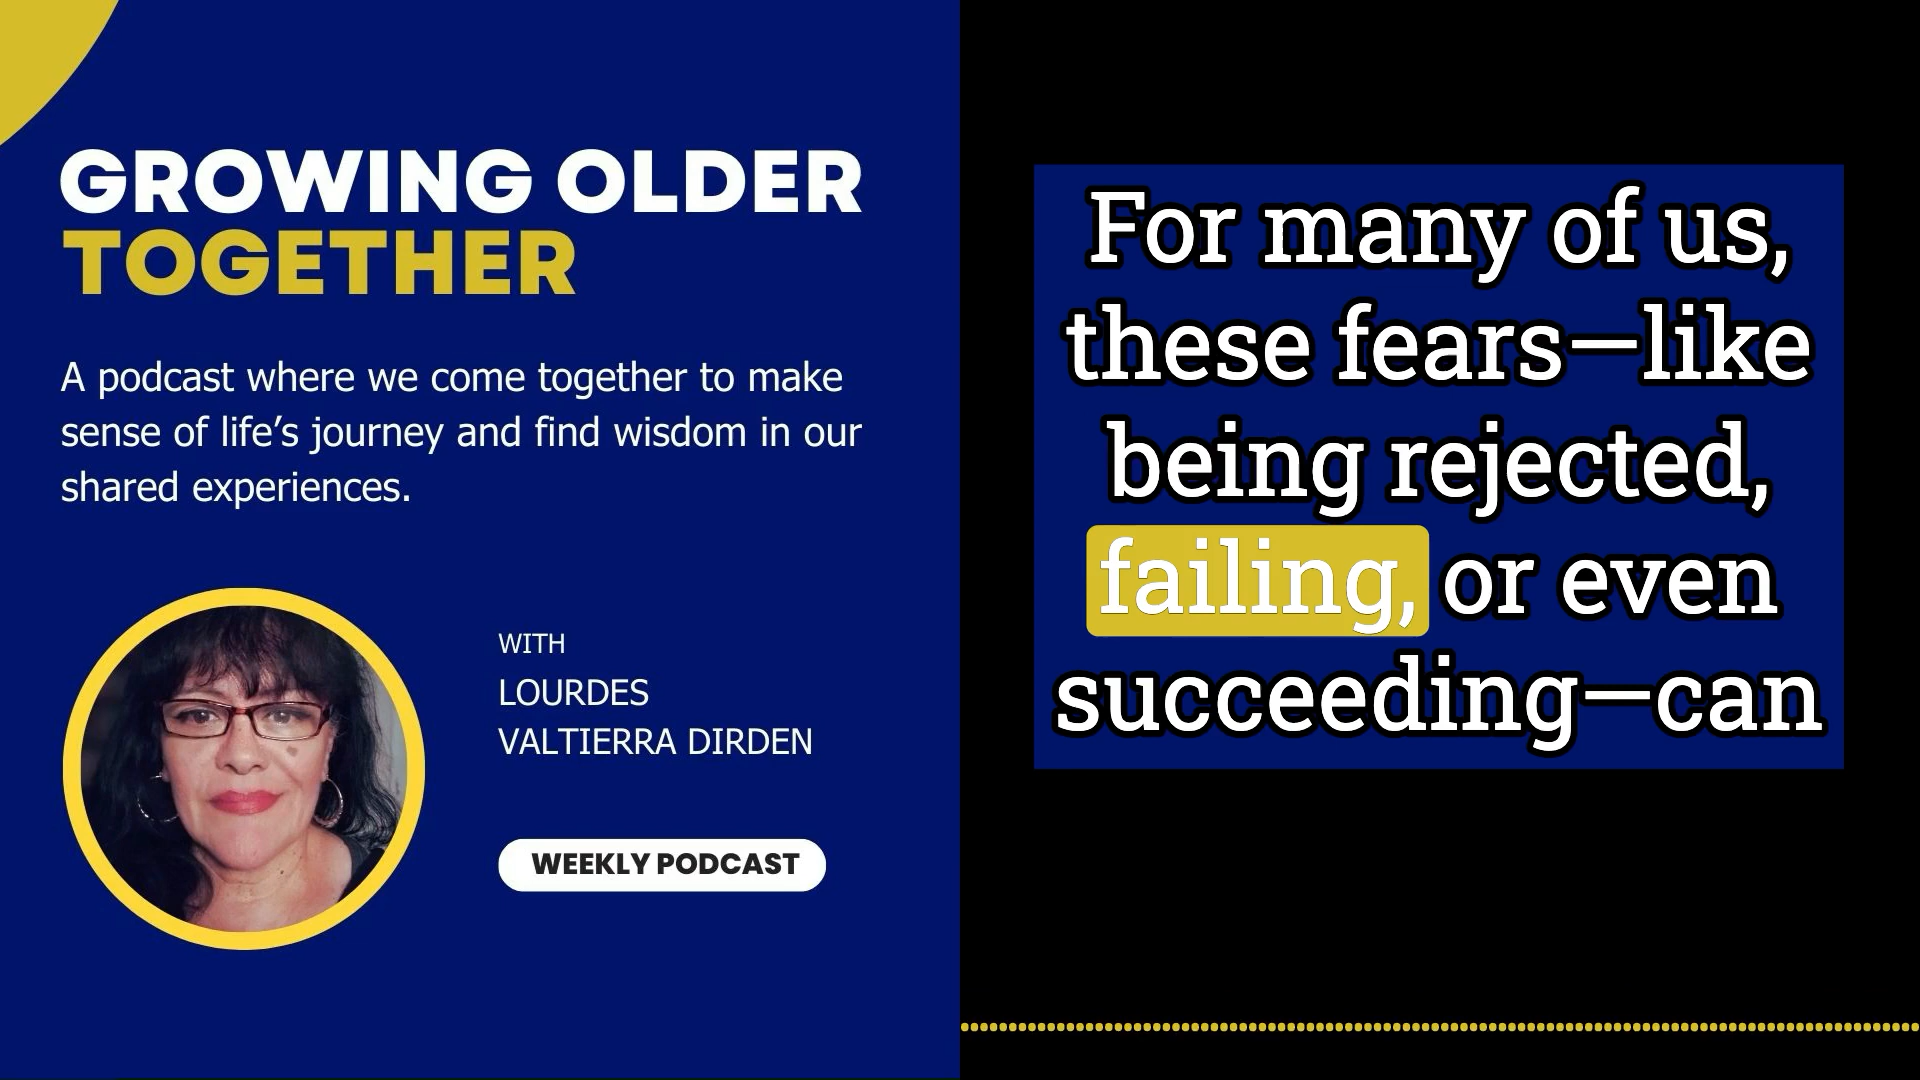 GROWING OLDER
TOGETHER
A podcast where we come together to make
sense of life’s journey and find wisdom in our
shared experiences.
WITH
LOURDES
VALTIERRA DIRDEN
WEEKLY PODCAST
For many of us,
these fears—like
being rejected,
failing, or even
succeeding—can